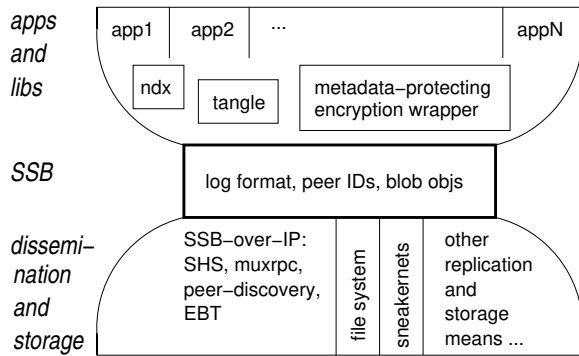 apps
and
libs
app1
app2
...
appN
ndx
tangle
metadata−protecting
encryption wrapper
SSB
log format, peer IDs, blob objs
dissemi−
nation
and
storage
SSB−over−IP:
SHS, muxrpc,
peer−discovery,
EBT
file system
sneakernets
other
replication
and
storage
means ...